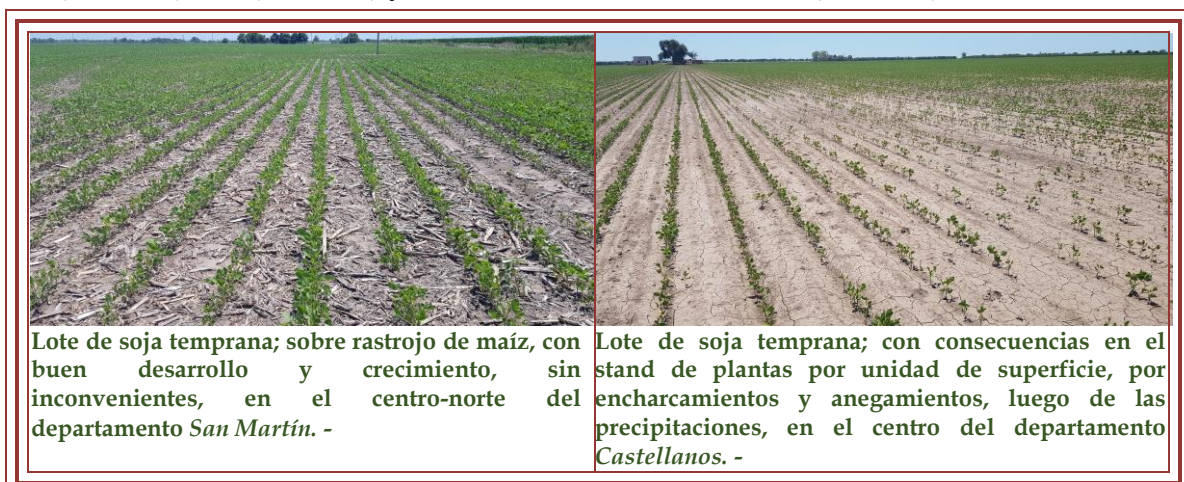 Lote de soja temprana; sobre rastrojo de maíz, con
buen desarrollo y crecimiento, sin
inconvenientes, en el centro-norte del
departamento San Martín. -
Lote de soja temprana; con consecuencias en el
stand de plantas por unidad de superficie, por
encharcamientos y anegamientos, luego de las
precipitaciones, en el centro del departamento
Castellanos. -